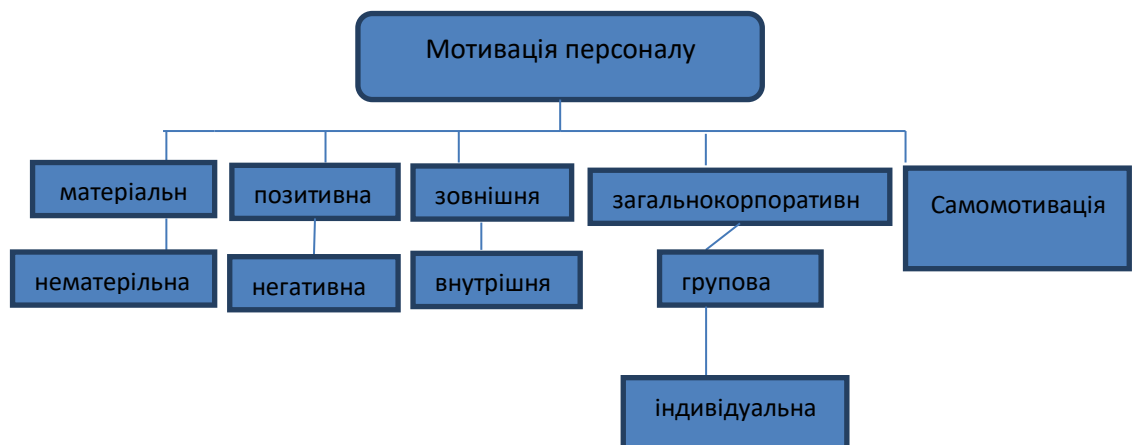 Мотивація персоналу
матеріальн
позитивна
зовнішня
загальнокорпоративн
Самомотивація
нематерільна
негативна
внутрішня
групова
індивідуальна